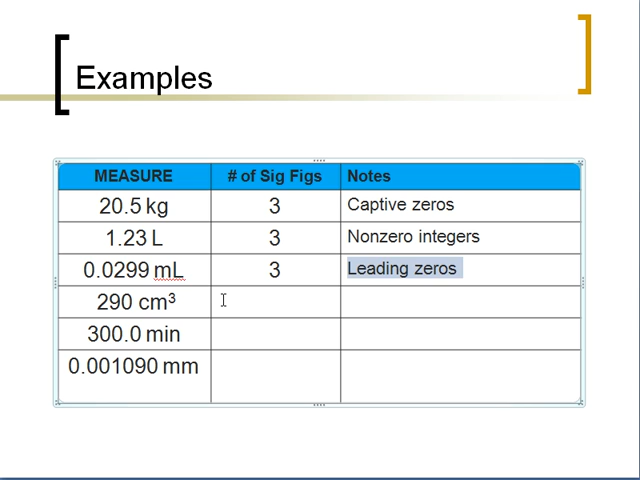 Examples
MEASURE # of Sig Figs Notes
20.5 kg 3 Captive zeros
1.23 L 3 Nonzero integers
0.0299 mL 3 Leading zeros
290 cm³
300.0 min
0.001090 mm